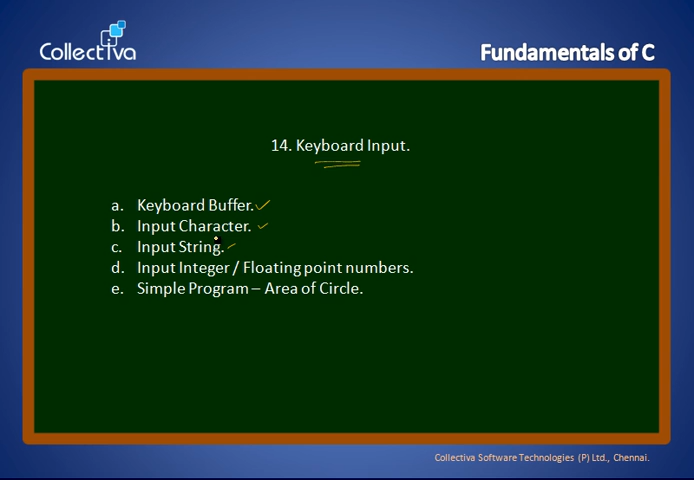 Collectiva
Fundamentals of C
14. Keyboard Input.
a. Keyboard Buffer.
b. Input Character.
c. Input String.
d. Input Integer / Floating point numbers.
e. Simple Program – Area of Circle.
Collectiva Software Technologies (P) Ltd., Chennai.